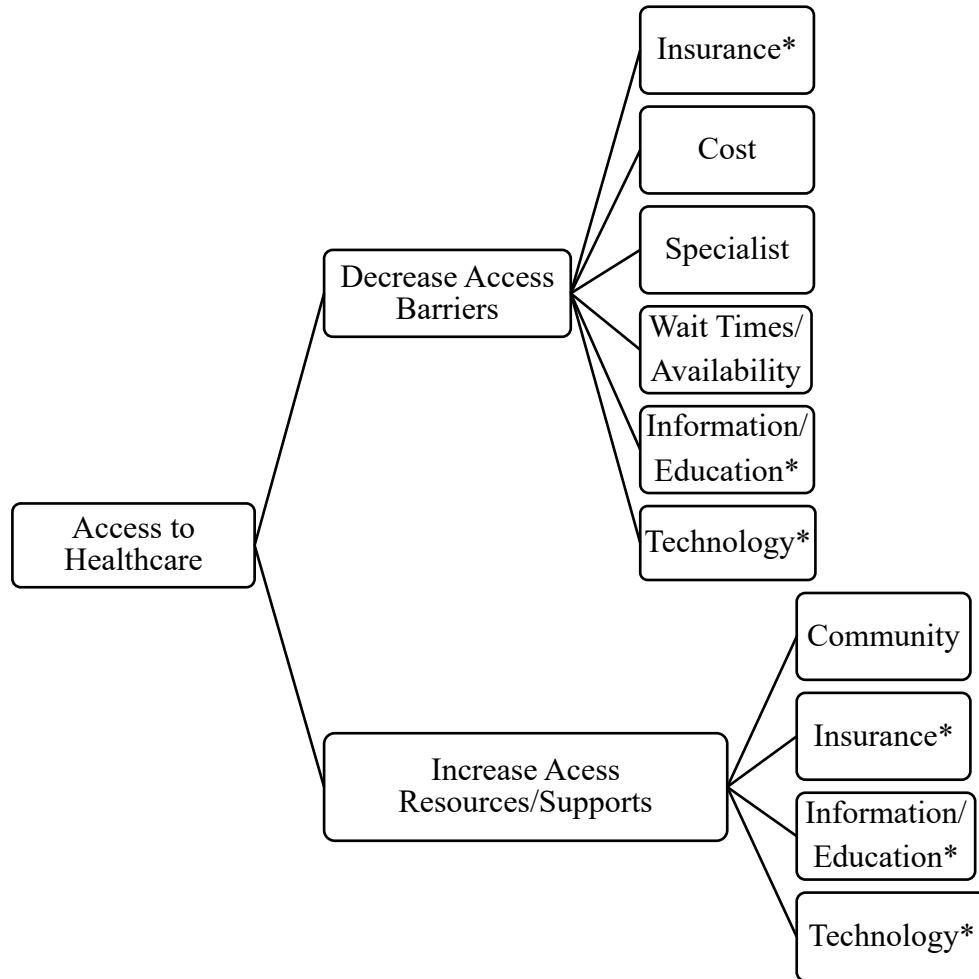 Insurance*
Cost
Specialist
Decrease Access
Barriers
Wait Times/
Availability
Information/
Education*
Technology*
Access to
Healthcare
Community
Insurance*
Increase Acess
Resources/Supports
Information/
Education*
Technology*